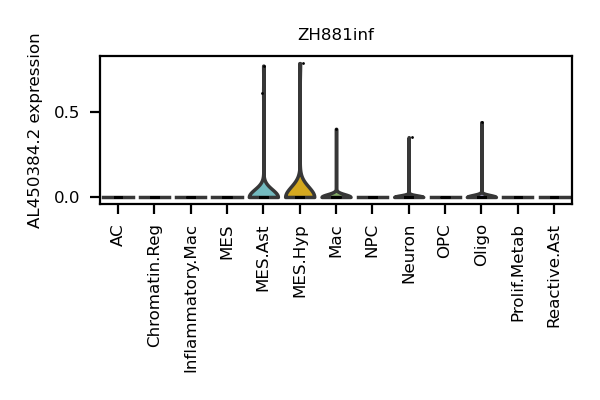 ZH881inf
AL450384.2 expression
0.5
0.0
AC
Chromatin.Reg
Inflammatory.Mac
MES
MES.Ast
MES.Hyp
Mac
NPC
Neuron
OPC
Oligo
Prolif.Metab
Reactive.Ast